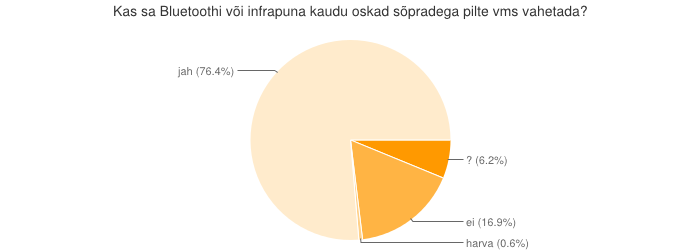 Kas sa Bluetoothi või infrapuna kaudu oskad sõpradega pilte vms vahetada?
jah (76.4%)
? (6.2%)
ei (16.9%)
harva (0.6%)